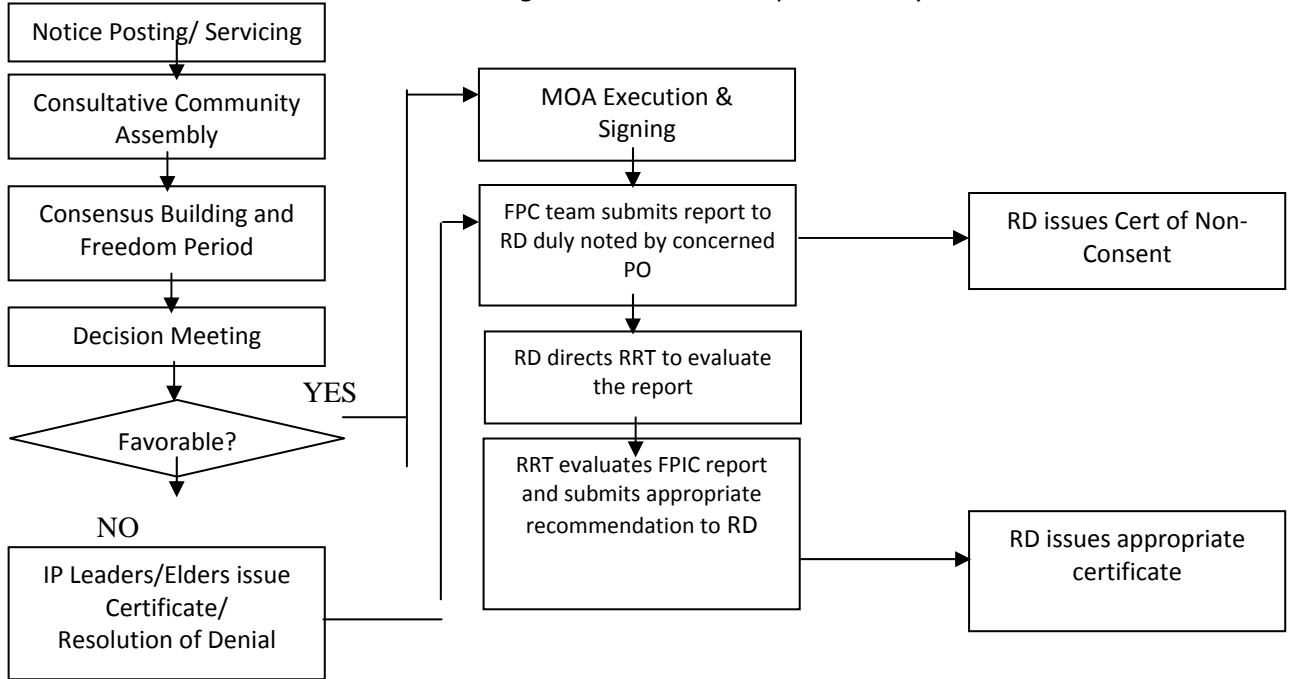 Notice Posting/ Servicing
Consultative Community
Assembly
Consensus Building and
Freedom Period
Decision Meeting
YES
Favorable?
NO
IP Leaders/Elders issue
Certificate/
Resolution of Denial
MOA Execution &
Signing
FPC team submits report to
RD duly noted by concerned
PO
RD directs RRT to evaluate
the report
RRT evaluates FPIC report
and submits appropriate
recommendation to RD
RD issues Cert of Non-
Consent
RD issues appropriate
certificate